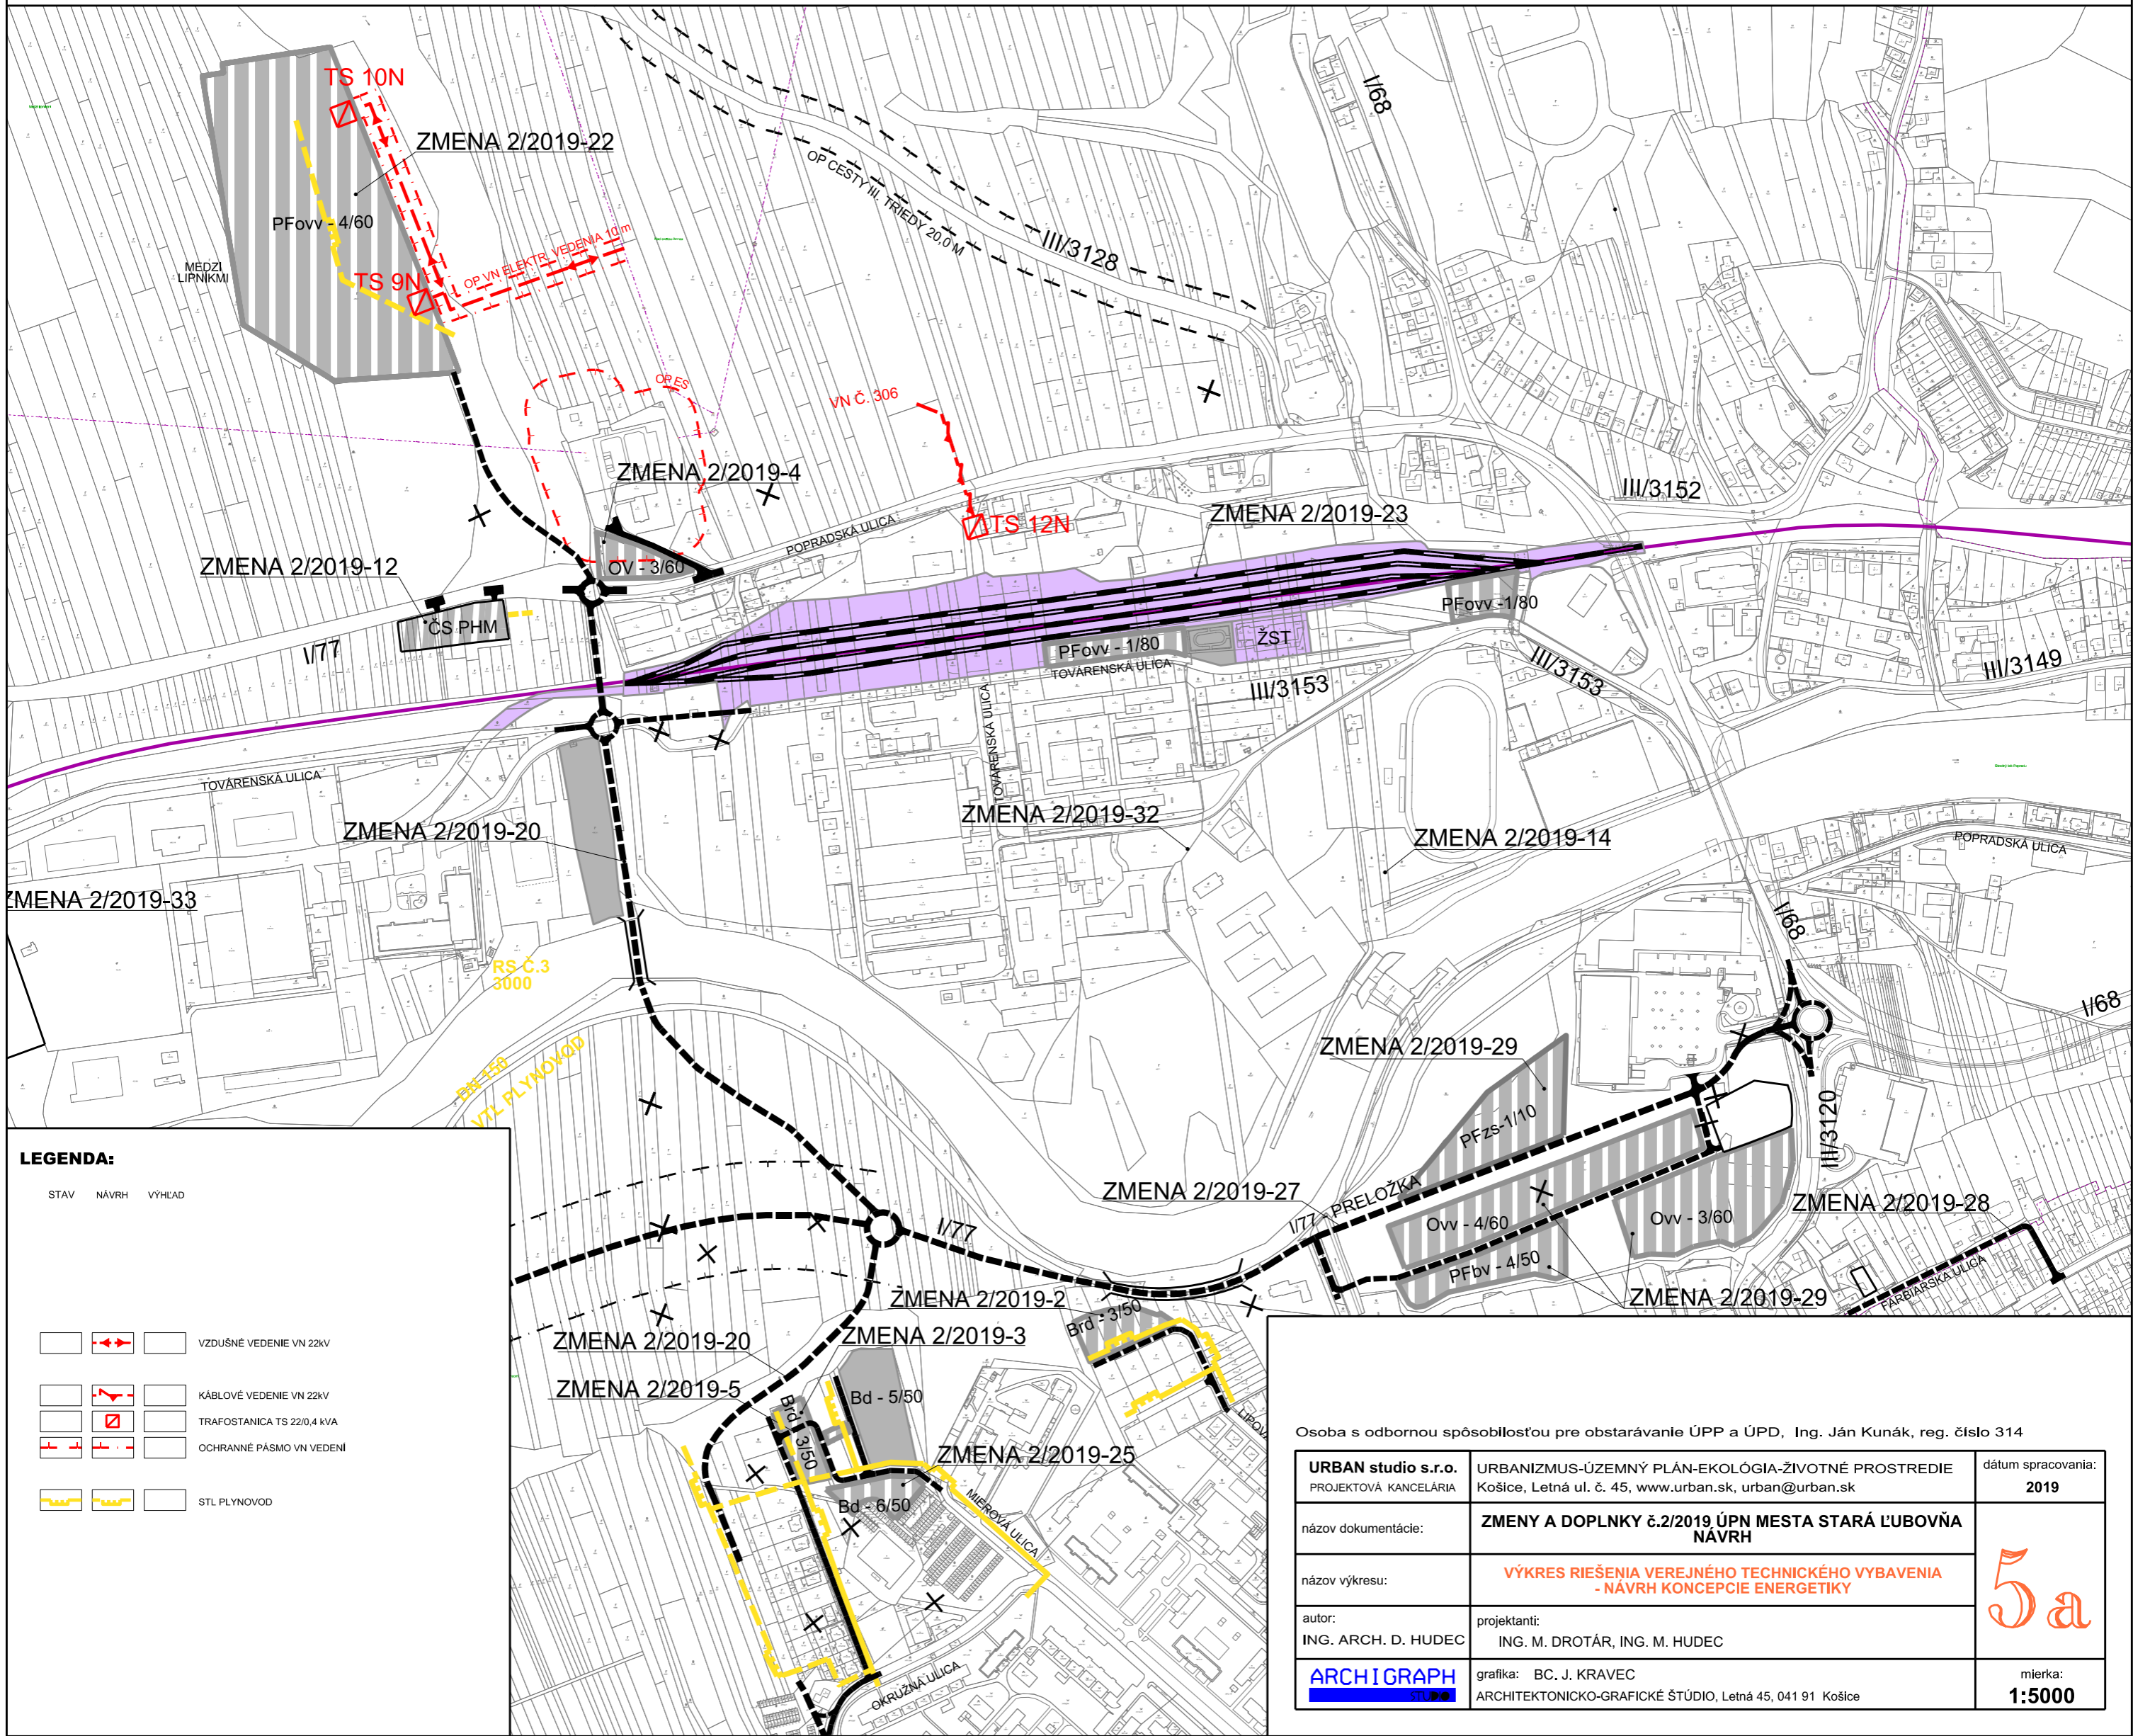 TS 10N
ZMENA 2/2019-22
PFovv - 4/60
MEDZI
LIPNÍKMI
TS 9N
OP VN ELEKTR. VEDENIA 10 m
OP CESTY III. TRIEDY 20,0 M
III/3128
I/68
OP ES
VN Č. 306
ZMENA 2/2019-4
POPRADSKÁ ULICA
TS 12N
ZMENA 2/2019-23
III/3152
ZMENA 2/2019-12
OV - 3/60
ČS PHM
I/77
PFovv -1/80
PFovv - 1/80
ŽST
TOVÁRENSKÁ ULICA
III/3153
III/3153
III/3149
TOVÁRENSKÁ ULICA
TOVÁRENSKÁ ULICA
ZMENA 2/2019-20
ZMENA 2/2019-32
ZMENA 2/2019-14
POPRADSKÁ ULICA
ZMENA 2/2019-33
I/68
RS Č.3
3000
I/68
DN 150
VTL PLYNOVOD
ZMENA 2/2019-29
PFzs-1/10
III/3120
ZMENA 2/2019-27
I/77 - PRELOŽKA
Ovv - 4/60
Ovv - 3/60
ZMENA 2/2019-28
I/77
PFbv - 4/50
FARBIARSKA ULICA
ZMENA 2/2019-29
ZMENA 2/2019-2
Brd - 3/50
ZMENA 2/2019-20
ZMENA 2/2019-3
ZMENA 2/2019-5
Bd - 5/50
Brd - 3/50
LIPOVÁ
ZMENA 2/2019-25
Bd - 6/50
MIEROVÁ ULICA
OKRUŽNÁ ULICA
LEGENDA:
STAV NÁVRH VÝHĽAD
VZDUŠNÉ VEDENIE VN 22kV
KÁBLOVÉ VEDENIE VN 22kV
TRAFOSTANICA TS 22/0,4 kVA
OCHRANNÉ PÁSMO VN VEDENÍ
STL PLYNOVOD
Osoba s odbornou spôsobilosťou pre obstarávanie ÚPP a ÚPD, Ing. Ján Kunák, reg. číslo 314
URBAN studio s.r.o.
PROJEKTOVÁ KANCELÁRIA
URBANIZMUS-ÚZEMNÝ PLÁN-EKOLÓGIA-ŽIVOTNÉ PROSTREDIE
Košice, Letná ul. č. 45, www.urban.sk, urban@urban.sk
dátum spracovania:
2019
názov dokumentácie:
ZMENY A DOPLNKY č.2/2019 ÚPN MESTA STARÁ ĽUBOVŇA
NÁVRH
názov výkresu:
VÝKRES RIEŠENIA VEREJNÉHO TECHNICKÉHO VYBAVENIA
- NÁVRH KONCEPCIE ENERGETIKY
5a
autor:
ING. ARCH. D. HUDEC
projektanti:
ING. M. DROTÁR, ING. M. HUDEC
ARCHIGRAPH
STUDIO
grafika: BC. J. KRAVEC
ARCHITEKTONICKO-GRAFICKÉ ŠTÚDIO, Letná 45, 041 91 Košice
mierka:
1:5000